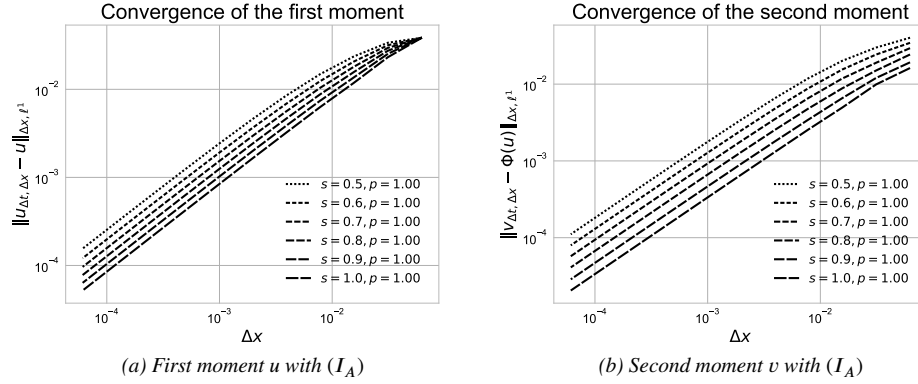 Convergence of the first moment
‖u_{Δt, Δx} − u‖_{Δx, ℓ¹}
10⁻²
10⁻³
10⁻⁴
s = 0.5, p = 1.00
s = 0.6, p = 1.00
s = 0.7, p = 1.00
s = 0.8, p = 1.00
s = 0.9, p = 1.00
s = 1.0, p = 1.00
10⁻⁴ 10⁻³ 10⁻²
Δx
(a) First moment u with (I_A)
Convergence of the second moment
‖v_{Δt, Δx} − Φ(u)‖_{Δx, ℓ¹}
10⁻²
10⁻³
10⁻⁴
s = 0.5, p = 1.00
s = 0.6, p = 1.00
s = 0.7, p = 1.00
s = 0.8, p = 1.00
s = 0.9, p = 1.00
s = 1.0, p = 1.00
10⁻⁴ 10⁻³ 10⁻²
Δx
(b) Second moment v with (I_A)